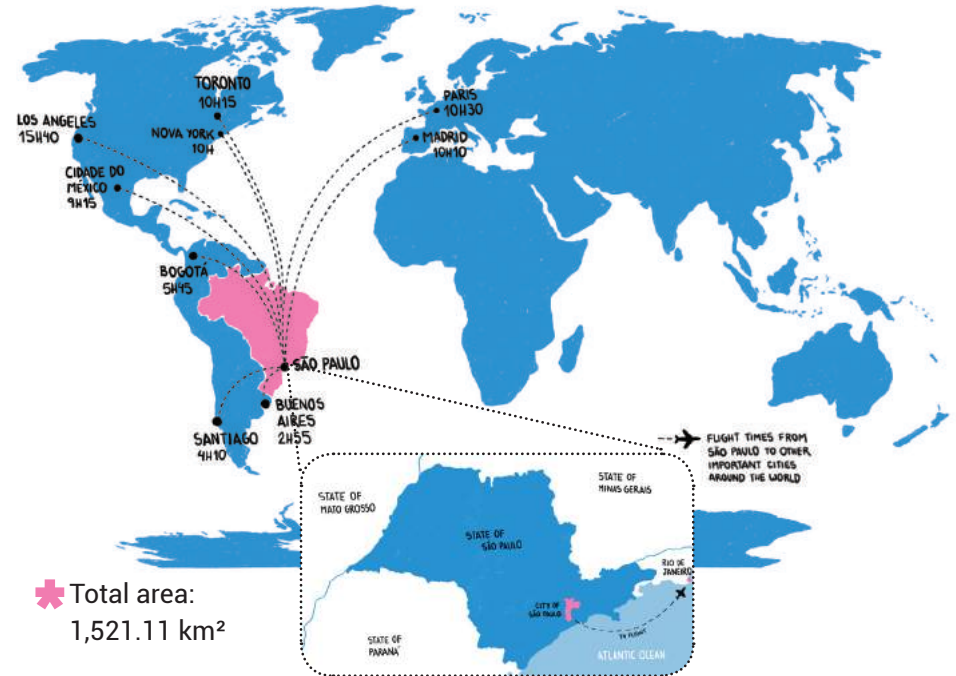 TORONTO
10H15
LOS ANGELES
15H40
NOVA YORK
10H
CIDADE DO
MÉXICO
9H15
PARIS
10H30
MADRID
10H10
BOGOTÁ
5H45
SÃO PAULO
BUENOS
AIRES
2H55
SANTIAGO
4H10
FLIGHT TIMES FROM
SÃO PAULO TO OTHER
IMPORTANT CITIES
AROUND THE WORLD
STATE OF
MATO GROSSO
STATE OF
MINAS GERAIS
STATE OF
SÃO PAULO
RIO DE
JANEIRO
CITY OF
SÃO PAULO
FLIGHT
STATE OF
PARANÁ
ATLANTIC OCEAN
Total area:
1,521.11 km²